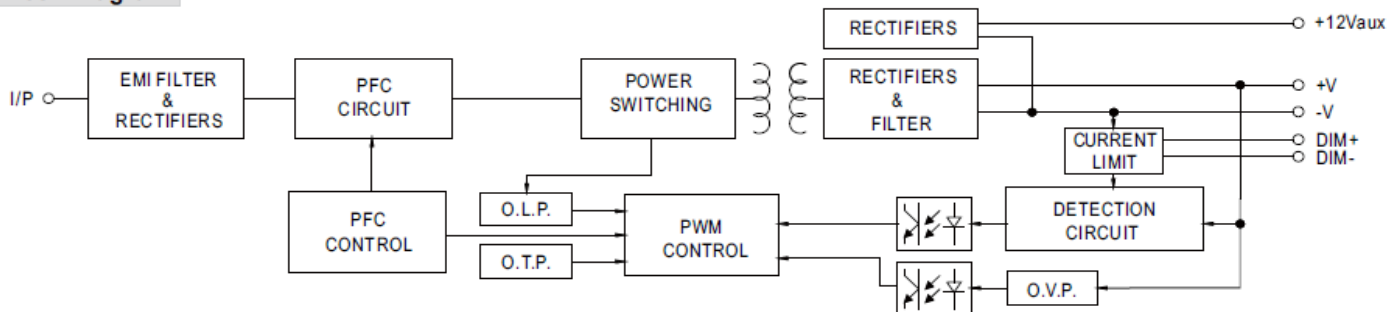 RECTIFIERS
+12Vaux
I/P
EMI FILTER
&
RECTIFIERS
PFC
CIRCUIT
POWER
SWITCHING
RECTIFIERS
&
FILTER
+V
-V
CURRENT
LIMIT
DIM+
DIM-
PFC
CONTROL
O.L.P.
O.T.P.
PWM
CONTROL
DETECTION
CIRCUIT
O.V.P.